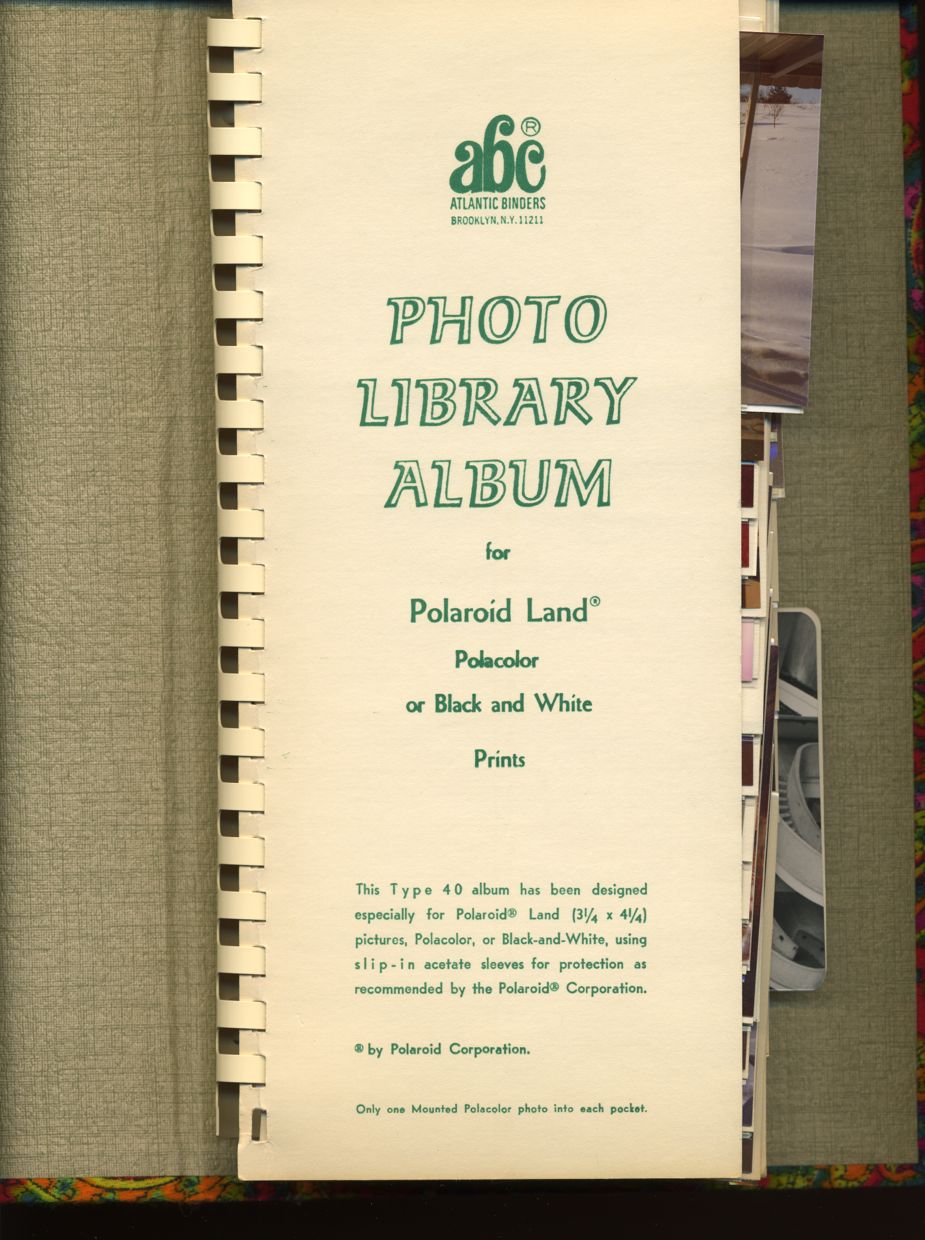 abc®
ATLANTIC BINDERS
BROOKLYN, N.Y. 11211
PHOTO
LIBRARY
ALBUM
for
Polaroid Land®
Polacolor
or Black and White
Prints
This Type 40 album has been designed
especially for Polaroid® Land (3¼ x 4¼)
pictures, Polacolor, or Black-and-White, using
slip-in acetate sleeves for protection as
recommended by the Polaroid® Corporation.
® by Polaroid Corporation.
Only one Mounted Polacolor photo into each pocket.